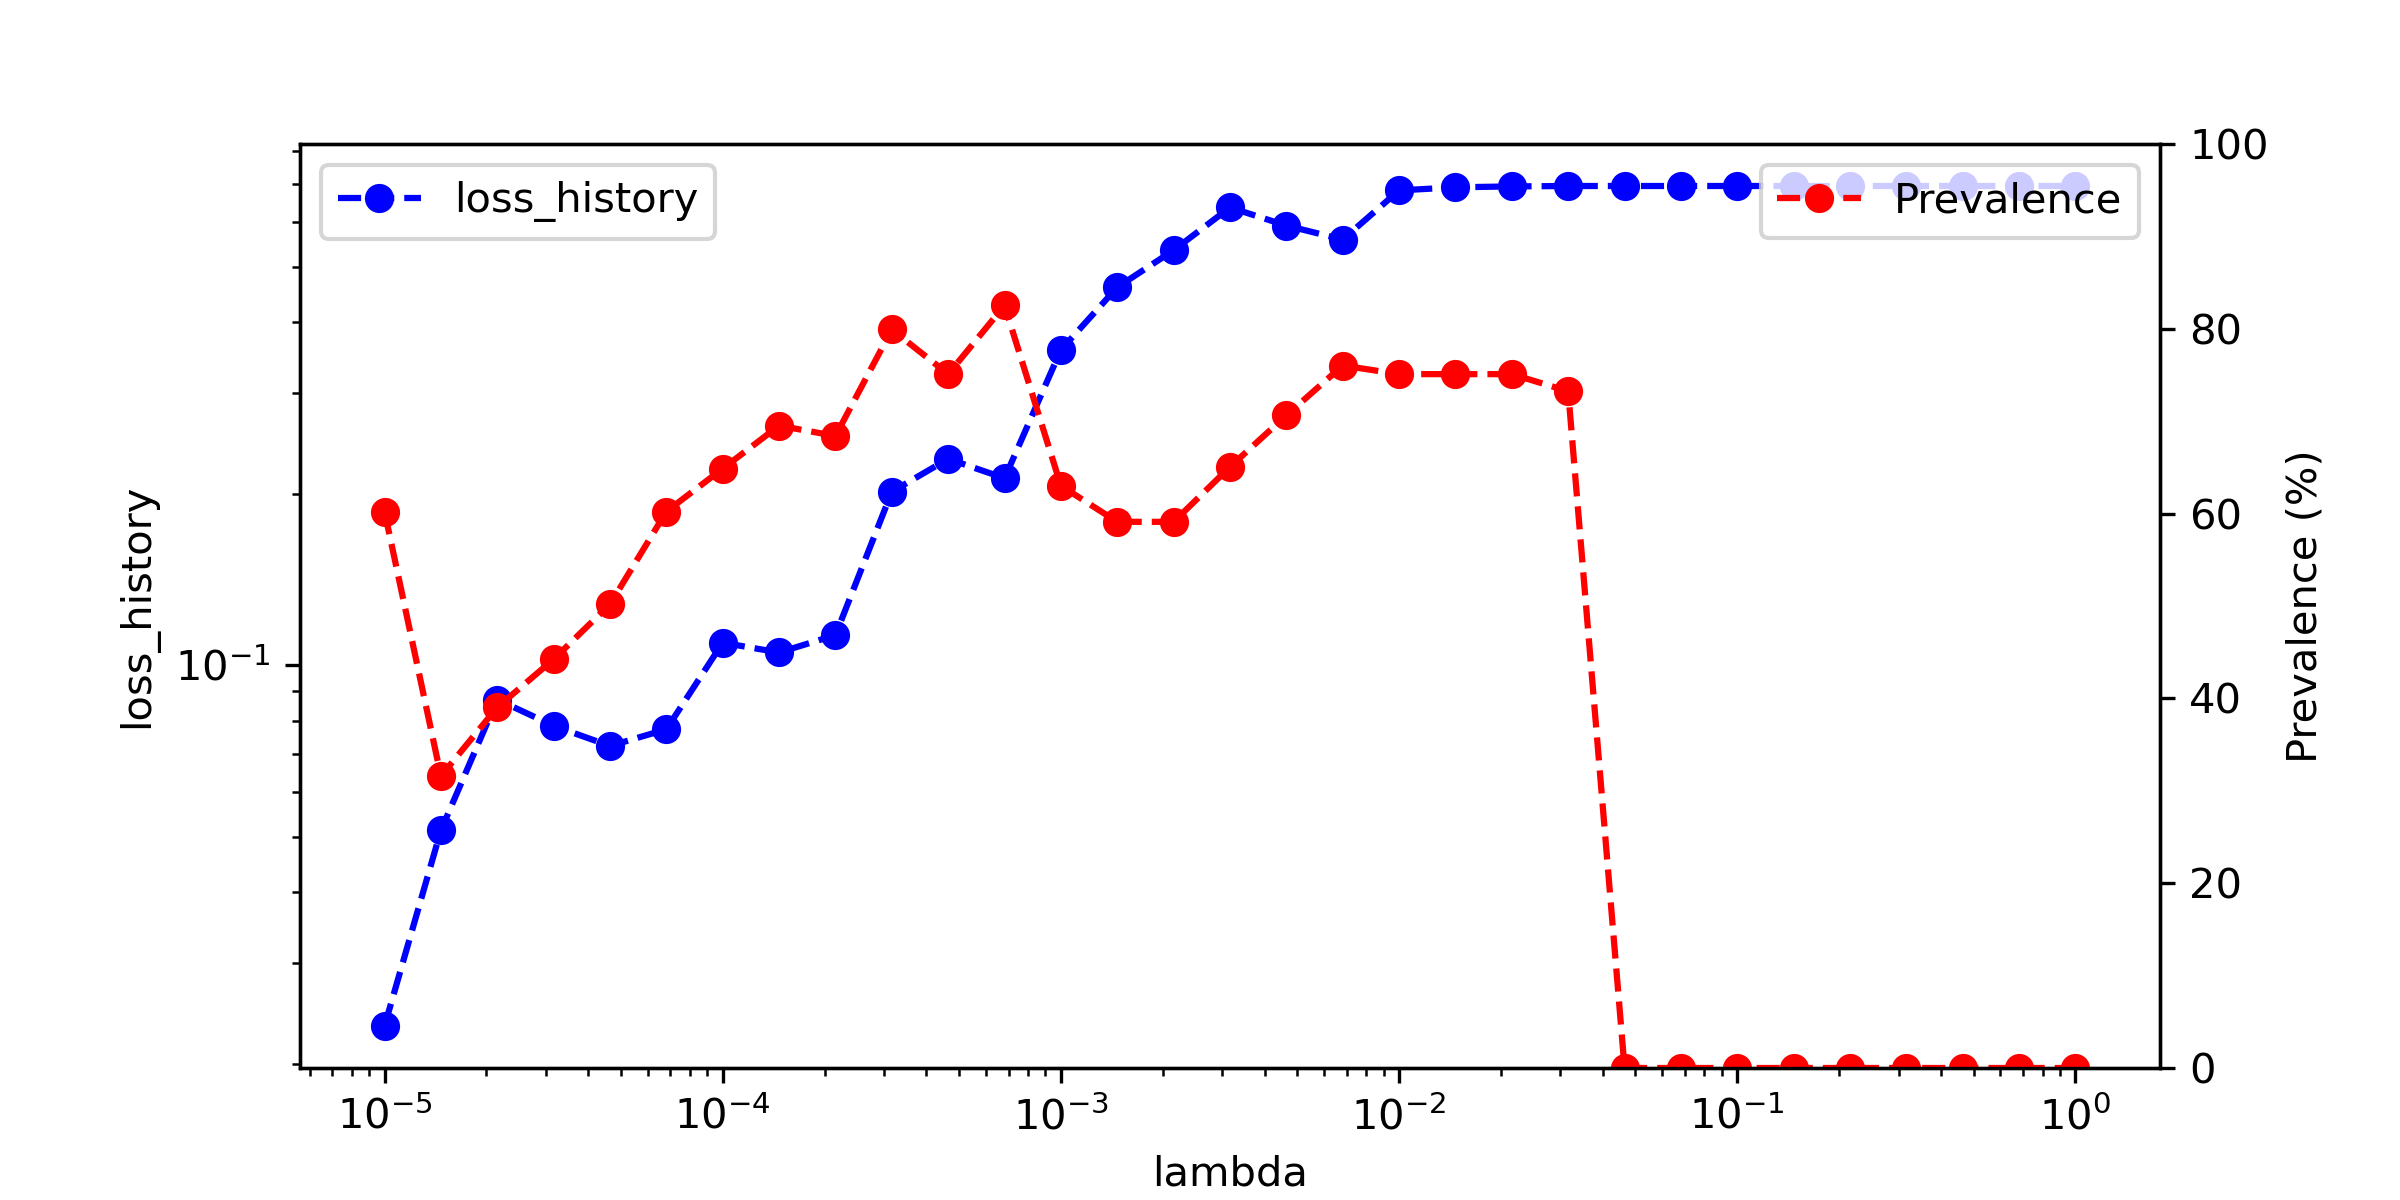 loss_history
Prevalence
100
80
60
40
20
0
Prevalence (%)
loss_history
10⁻¹
10⁻⁵ 10⁻⁴ 10⁻³ 10⁻² 10⁻¹ 10⁰
lambda